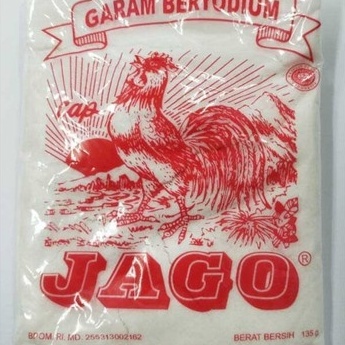 GARAM BERYODIUM
cap
JAGO®
BPOM RI. MD. 255313002162
BERAT BERSIH 135 g